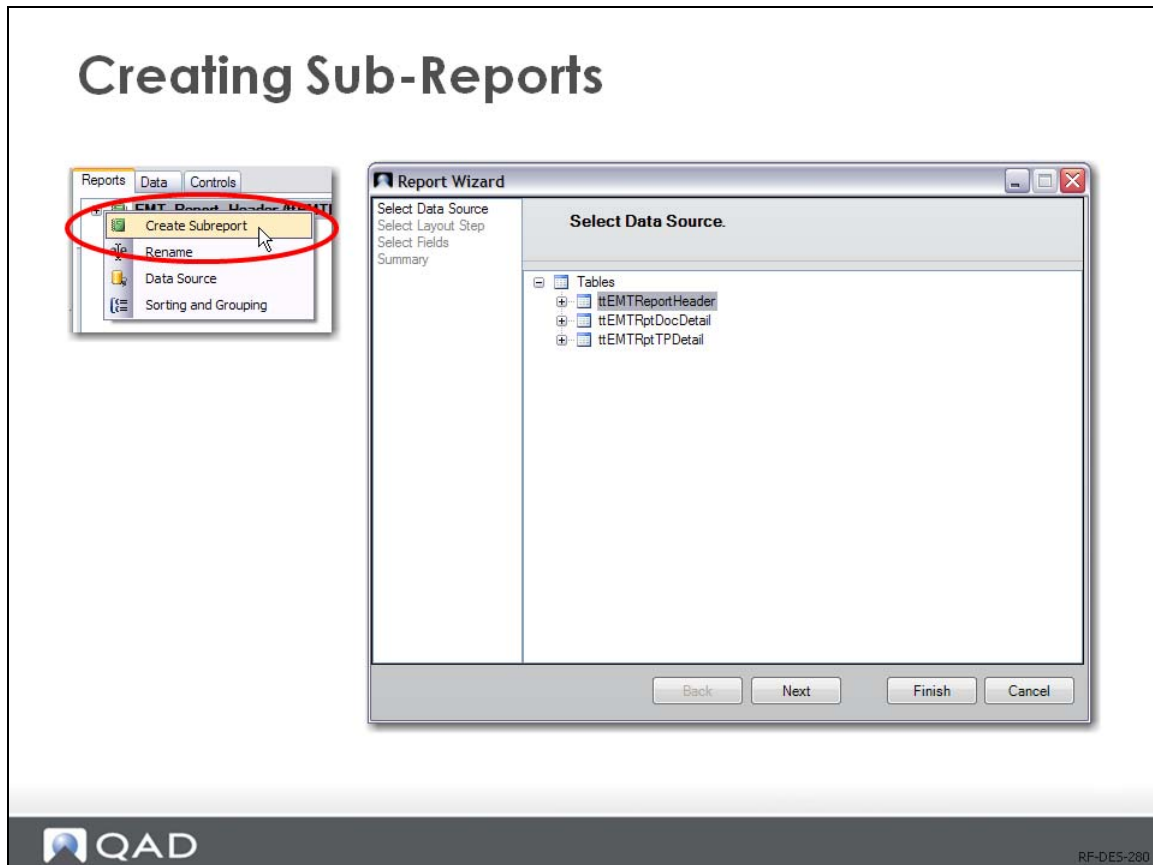 Creating Sub-Reports
Reports Data Controls
EMT_Report_Header
Create Subreport
Rename
Data Source
Sorting and Grouping
Report Wizard
Select Data Source
Select Layout Step
Select Fields
Summary
Select Data Source.
Tables
ttEMTReportHeader
ttEMTRptDocDetail
ttEMTRptTPDetail
Back Next Finish Cancel
QAD
RF-DES-280